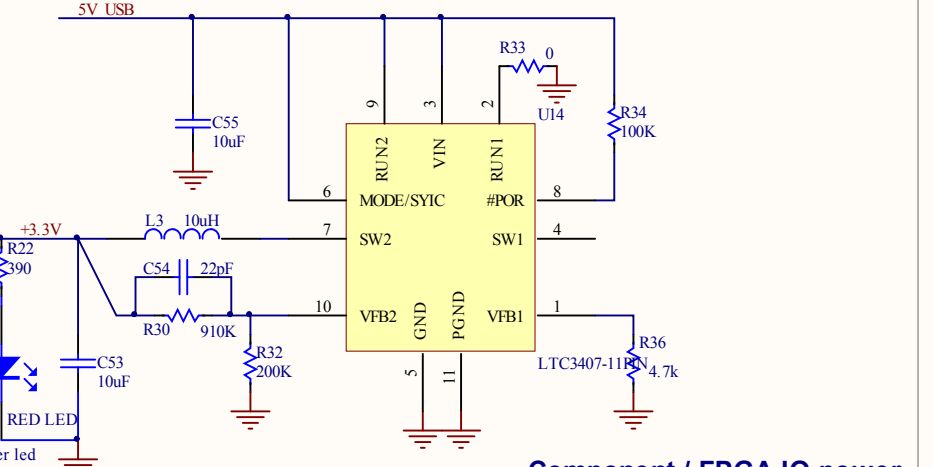 5V USB
R33 0
9
3
2
U14
C55
10uF
R34
100K
RUN2
VIN
RUN1
6
MODE/SYIC
#POR
8
+3.3V
L3 10uH
7
SW2
SW1
4
R22
390
C54 22pF
10
VFB2
GND
PGND
VFB1
1
R30 910K
R32
200K
R36
LTC3407-11PIN
4.7k
C53
10uF
5
11
RED LED
er led
Component / FPGA IO power